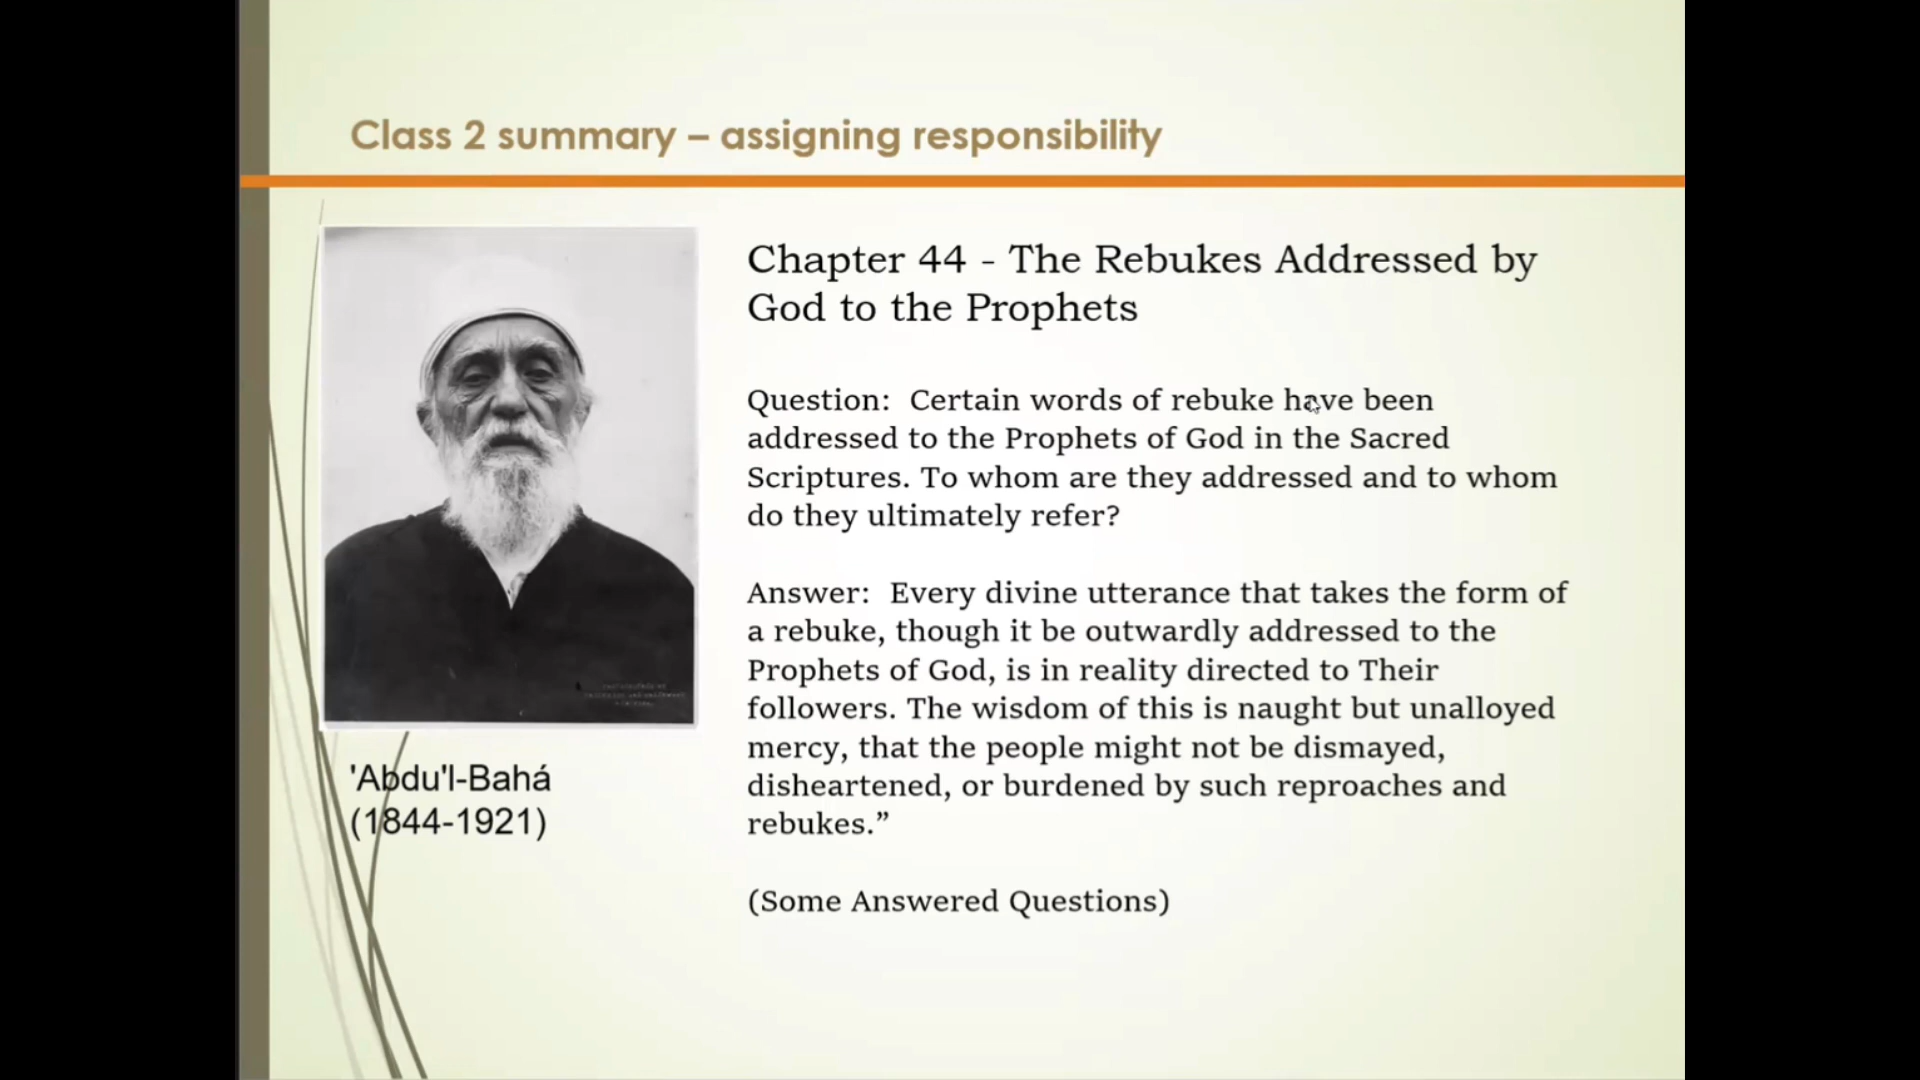 Class 2 summary – assigning responsibility
Chapter 44 - The Rebukes Addressed by
God to the Prophets
Question:  Certain words of rebuke have been
addressed to the Prophets of God in the Sacred
Scriptures. To whom are they addressed and to whom
do they ultimately refer?
Answer:  Every divine utterance that takes the form of
a rebuke, though it be outwardly addressed to the
Prophets of God, is in reality directed to Their
followers. The wisdom of this is naught but unalloyed
mercy, that the people might not be dismayed,
disheartened, or burdened by such reproaches and
rebukes.”
(Some Answered Questions)
'Abdu'l-Bahá
(1844-1921)